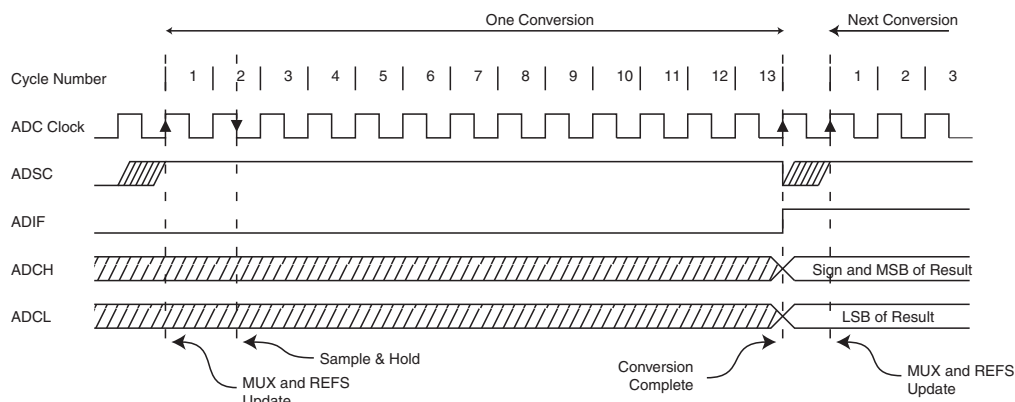 One Conversion
Next Conversion
Cycle Number 1 2 3 4 5 6 7 8 9 10 11 12 13 1 2 3
ADC Clock
ADSC
ADIF
ADCH
Sign and MSB of Result
ADCL
LSB of Result
Sample & Hold
MUX and REFS
Update
Conversion
Complete
MUX and REFS
Update